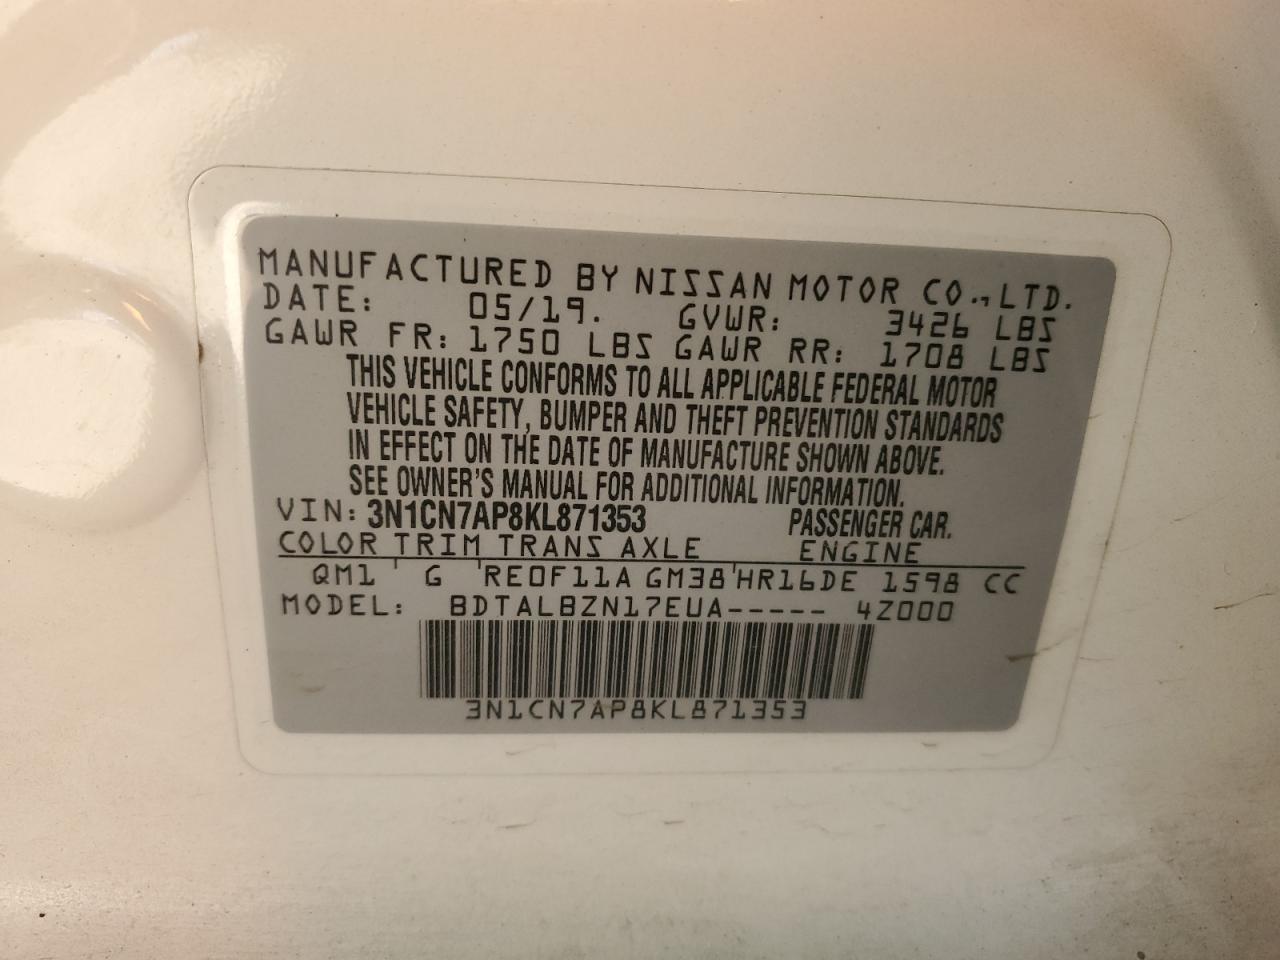 MANUFACTURED BY NISSAN MOTOR CO.,LTD.
DATE: 05/19. GVWR: 3426 LBS
GAWR FR: 1750 LBS GAWR RR: 1708 LBS
THIS VEHICLE CONFORMS TO ALL APPLICABLE FEDERAL MOTOR
VEHICLE SAFETY, BUMPER AND THEFT PREVENTION STANDARDS
IN EFFECT ON THE DATE OF MANUFACTURE SHOWN ABOVE.
SEE OWNER'S MANUAL FOR ADDITIONAL INFORMATION.
VIN: 3N1CN7AP8KL871353 PASSENGER CAR.
COLOR TRIM TRANS AXLE ENGINE
QM1 ' G 'RE0F11A GM38'HR16DE 1598 CC
MODEL: BDTALBZN17EUA----- 4Z000
3N1CN7AP8KL871353